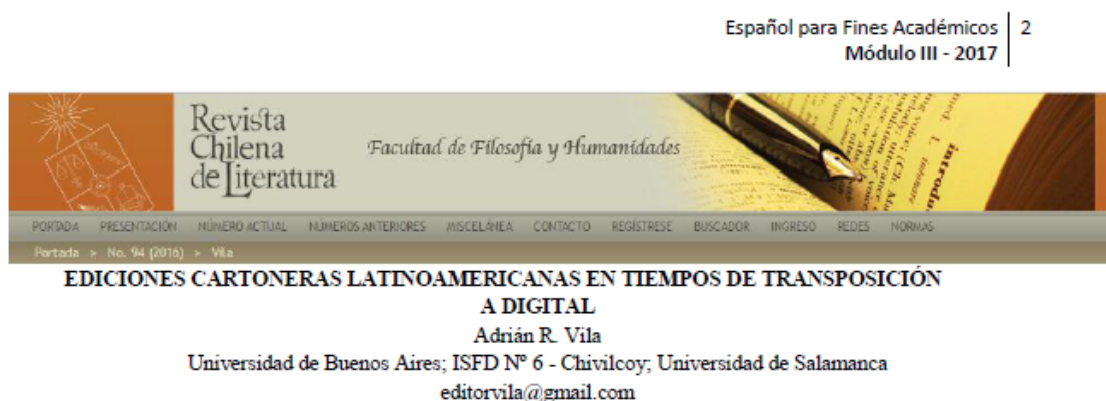 Español para Fines Académicos 2
Módulo III - 2017
Revista
Chilena
de Literatura
Facultad de Filosofía y Humanidades
introduc
PORTADA PRESENTACIÓN NÚMERO ACTUAL NÚMEROS ANTERIORES MISCELÁNEA CONTACTO REGÍSTRESE BUSCADOR INGRESO REDES NORMAS
Portada > No. 94 (2016) > Vila
EDICIONES CARTONERAS LATINOAMERICANAS EN TIEMPOS DE TRANSPOSICIÓN
A DIGITAL
Adrián R. Vila
Universidad de Buenos Aires; ISFD Nº 6 - Chivilcoy; Universidad de Salamanca
editorvila@gmail.com